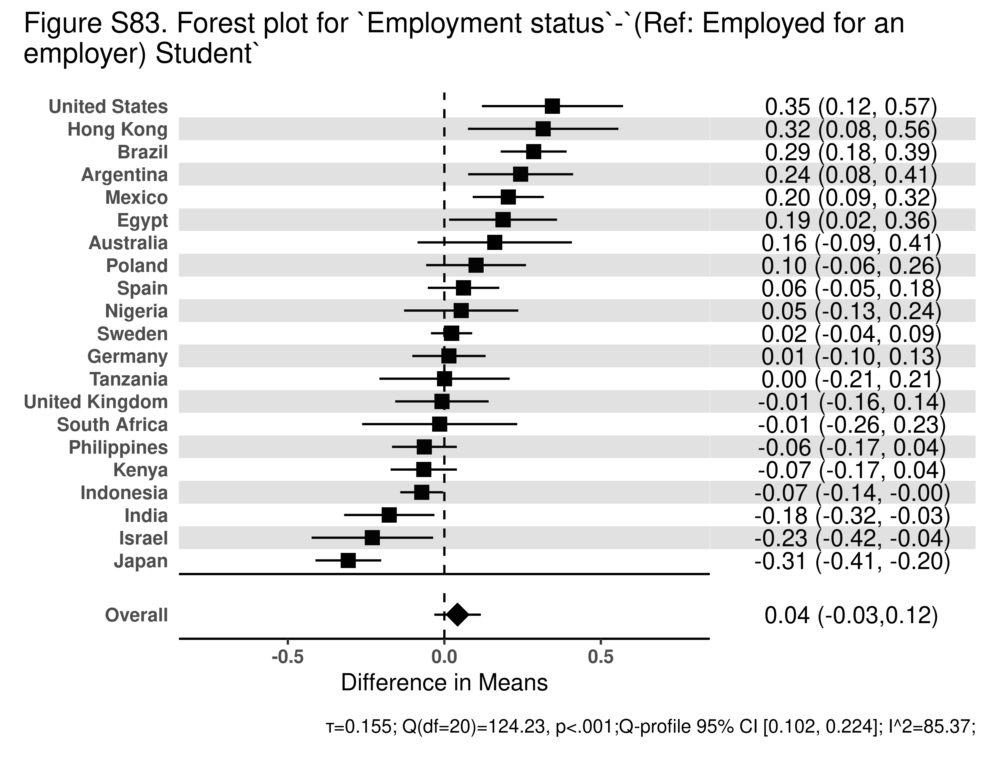 Figure S83. Forest plot for `Employment status`-`(Ref: Employed for an
employer) Student`
United States 0.35 (0.12, 0.57)
Hong Kong 0.32 (0.08, 0.56)
Brazil 0.29 (0.18, 0.39)
Argentina 0.24 (0.08, 0.41)
Mexico 0.20 (0.09, 0.32)
Egypt 0.19 (0.02, 0.36)
Australia 0.16 (-0.09, 0.41)
Poland 0.10 (-0.06, 0.26)
Spain 0.06 (-0.05, 0.18)
Nigeria 0.05 (-0.13, 0.24)
Sweden 0.02 (-0.04, 0.09)
Germany 0.01 (-0.10, 0.13)
Tanzania 0.00 (-0.21, 0.21)
United Kingdom -0.01 (-0.16, 0.14)
South Africa -0.01 (-0.26, 0.23)
Philippines -0.06 (-0.17, 0.04)
Kenya -0.07 (-0.17, 0.04)
Indonesia -0.07 (-0.14, -0.00)
India -0.18 (-0.32, -0.03)
Israel -0.23 (-0.42, -0.04)
Japan -0.31 (-0.41, -0.20)
Overall 0.04 (-0.03,0.12)
-0.5 0.0 0.5
Difference in Means
τ=0.155; Q(df=20)=124.23, p<.001;Q-profile 95% CI [0.102, 0.224]; I^2=85.37;